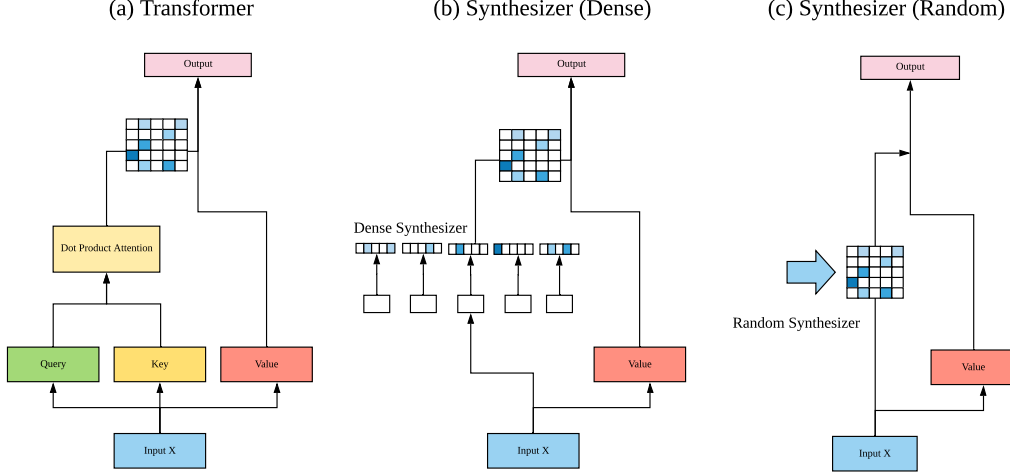 (a) Transformer
Output
Dot Product Attention
Query
Key
Value
Input X
(b) Synthesizer (Dense)
Output
Dense Synthesizer
Value
Input X
(c) Synthesizer (Random)
Output
Random Synthesizer
Value
Input X